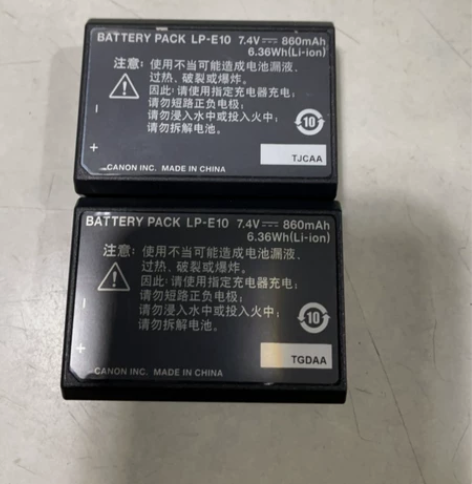 BATTERY PACK LP-E10 7.4V⎓860mAh
6.36Wh(Li-ion)
注意：使用不当可能造成电池漏液、
过热、破裂或爆炸。
因此：请使用指定充电器充电；
请勿短路正负电极；
请勿浸入水中或投入火中；
请勿拆解电池。
10
－
+
TJCAA
CANON INC. MADE IN CHINA
BATTERY PACK LP-E10 7.4V⎓860mAh
6.36Wh(Li-ion)
注意：使用不当可能造成电池漏液、
过热、破裂或爆炸。
因此：请使用指定充电器充电；
请勿短路正负电极；
请勿浸入水中或投入火中；
请勿拆解电池。
10
－
+
TGDAA
CANON INC. MADE IN CHINA